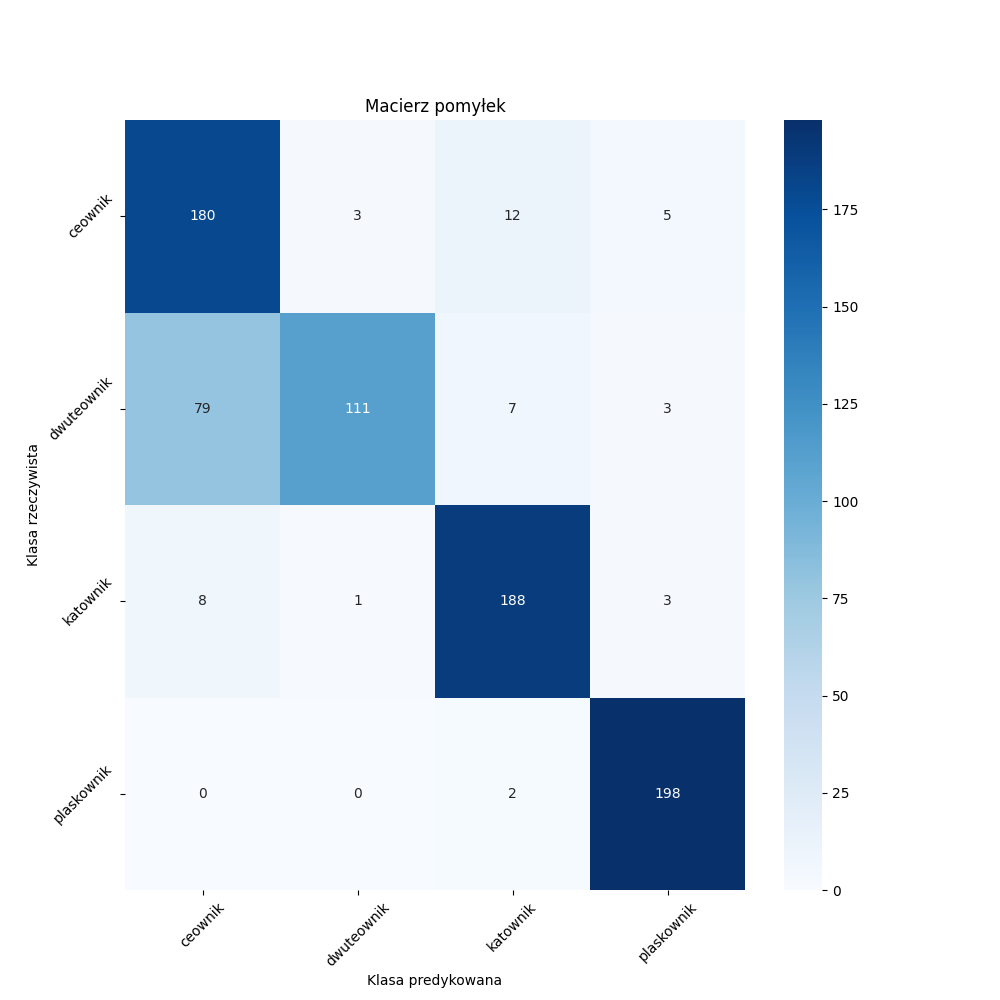 Macierz pomyłek
ceownik
180 3 12 5
dwuteownik
79 111 7 3
katownik
8 1 188 3
plaskownik
0 0 2 198
ceownik dwuteownik katownik plaskownik
Klasa rzeczywista
Klasa predykowana
175
150
125
100
75
50
25
0